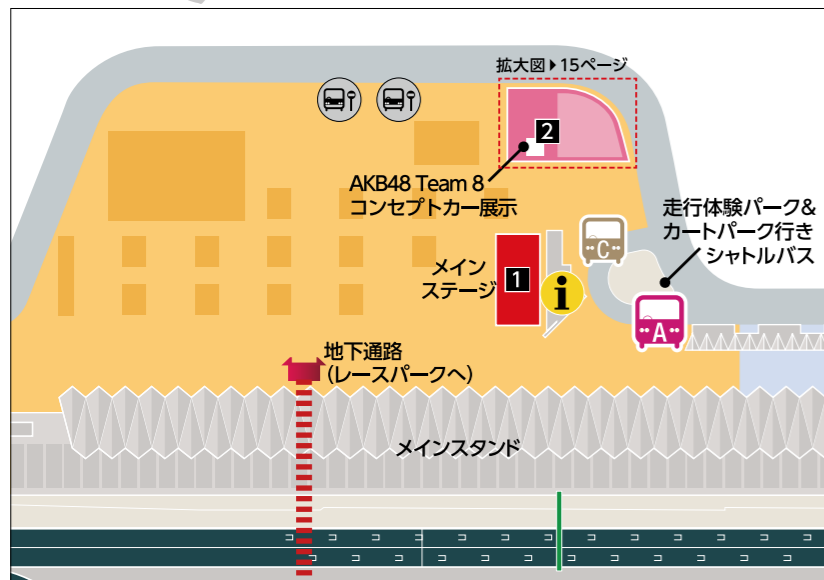 拡大図▶15ページ
2
AKB48 Team 8
コンセプトカー展示
走行体験パーク&
カートパーク行き
シャトルバス
C
メイン
ステージ
1
i
A
地下通路
(レースパークへ)
メインスタンド